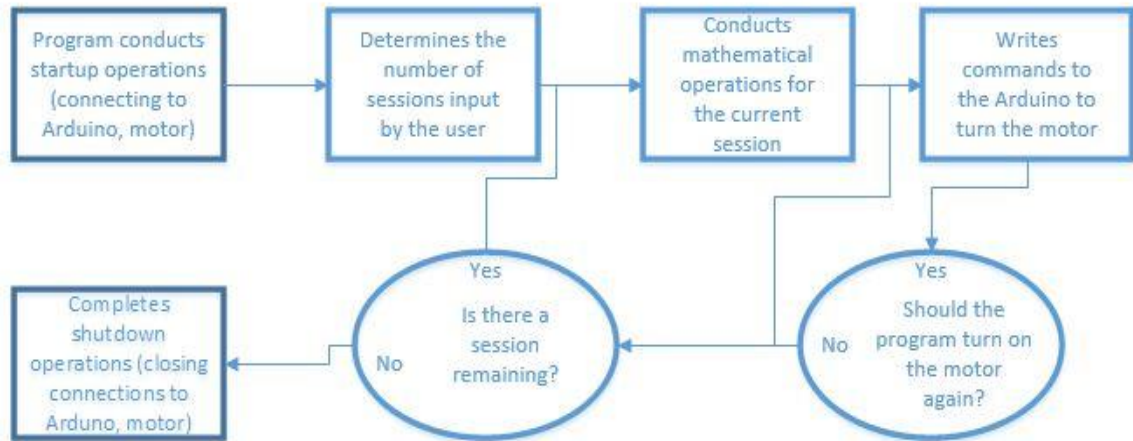 Program conducts
startup operations
(connecting to
Arduino, motor)
Determines the
number of
sessions input
by the user
Conducts
mathematical
operations for
the current
session
Writes
commands to
the Arduino to
turn the motor
Yes
Should the
program turn on
the motor
again?
No
Yes
Is there a
session
remaining?
No
Completes
shutdown
operations (closing
connections to
Arduno, motor)